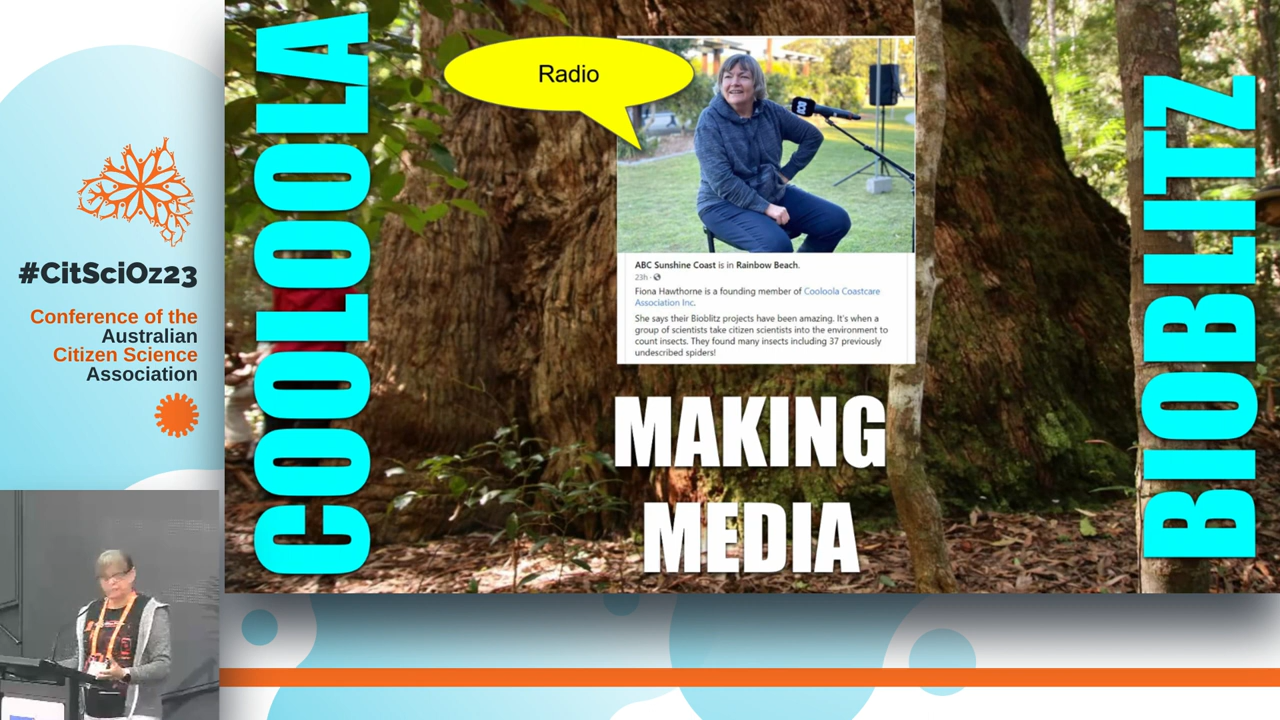 #CitSciOz23
Conference of the
Australian
Citizen Science
Association
COOLOOLA
Radio
ABC Sunshine Coast is in Rainbow Beach.
23h
Fiona Hawthorne is a founding member of Cooloola Coastcare
Association Inc.
She says their Bioblitz projects have been amazing. It's when a
group of scientists take citizen scientists into the environment to
count insects. They found many insects including 37 previously
undescribed spiders!
MAKING
MEDIA
BIOBLITZ